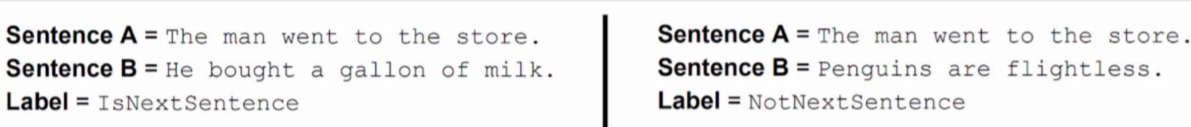 Sentence A = The man went to the store.
Sentence B = He bought a gallon of milk.
Label = IsNextSentence
Sentence A = The man went to the store.
Sentence B = Penguins are flightless.
Label = NotNextSentence